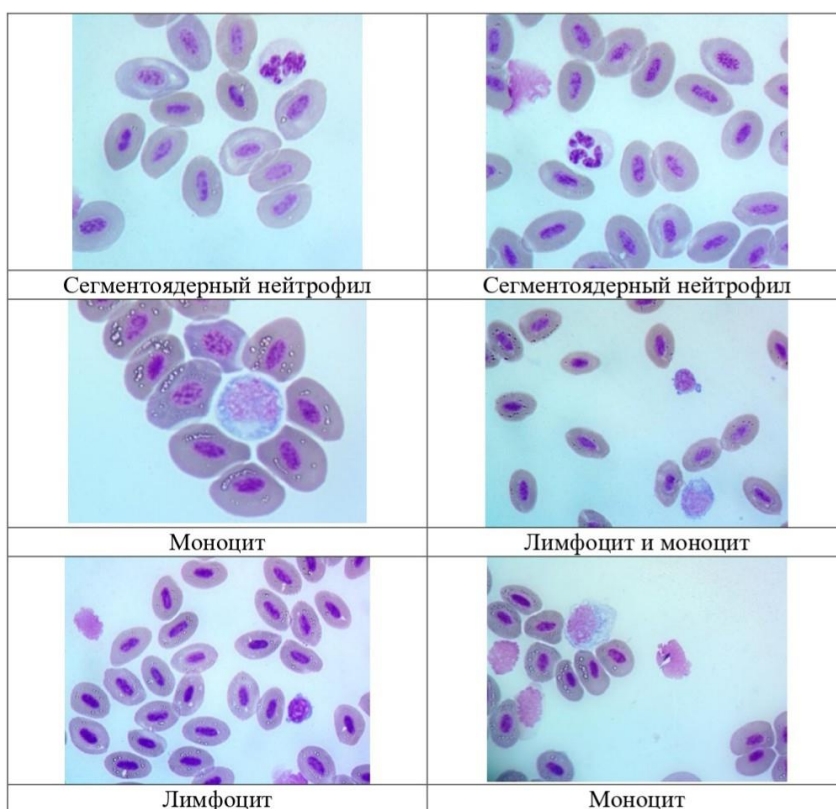 Сегментоядерный нейтрофил
Сегментоядерный нейтрофил
Моноцит
Лимфоцит и моноцит
Лимфоцит
Моноцит